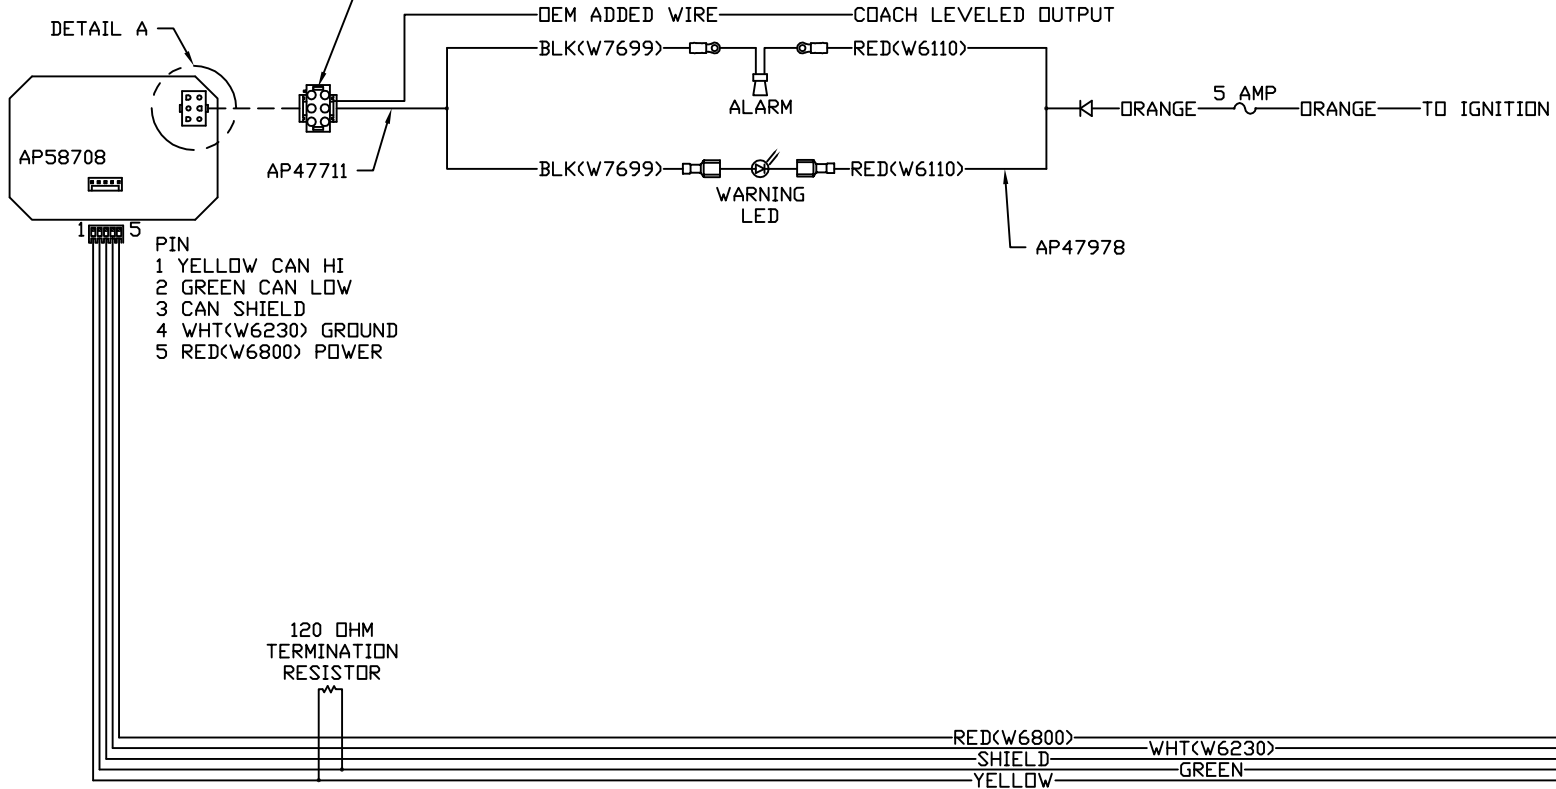 OEM ADDED WIRE COACH LEVELED OUTPUT
DETAIL A
BLK(W7699) RED(W6110)
ALARM
5 AMP
ORANGE ORANGE TO IGNITION
AP58708
AP47711
BLK(W7699) RED(W6110)
WARNING
LED
AP47978
1 5
PIN
1 YELLOW CAN HI
2 GREEN CAN LOW
3 CAN SHIELD
4 WHT(W6230) GROUND
5 RED(W6800) POWER
120 OHM
TERMINATION
RESISTOR
RED(W6800)
WHT(W6230)
SHIELD
GREEN
YELLOW